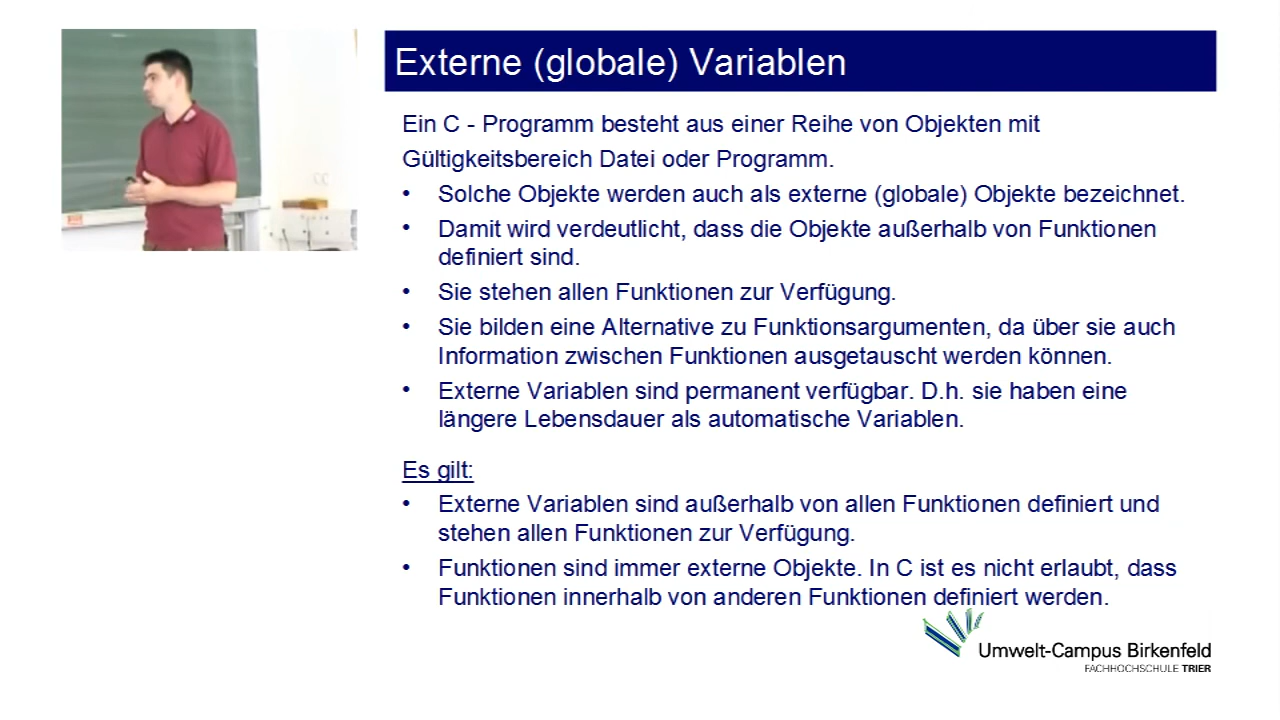 Externe (globale) Variablen
Ein C - Programm besteht aus einer Reihe von Objekten mit
Gültigkeitsbereich Datei oder Programm.
• Solche Objekte werden auch als externe (globale) Objekte bezeichnet.
• Damit wird verdeutlicht, dass die Objekte außerhalb von Funktionen
definiert sind.
• Sie stehen allen Funktionen zur Verfügung.
• Sie bilden eine Alternative zu Funktionsargumenten, da über sie auch
Information zwischen Funktionen ausgetauscht werden können.
• Externe Variablen sind permanent verfügbar. D.h. sie haben eine
längere Lebensdauer als automatische Variablen.
Es gilt:
• Externe Variablen sind außerhalb von allen Funktionen definiert und
stehen allen Funktionen zur Verfügung.
• Funktionen sind immer externe Objekte. In C ist es nicht erlaubt, dass
Funktionen innerhalb von anderen Funktionen definiert werden.
Umwelt-Campus Birkenfeld
FACHHOCHSCHULE TRIER